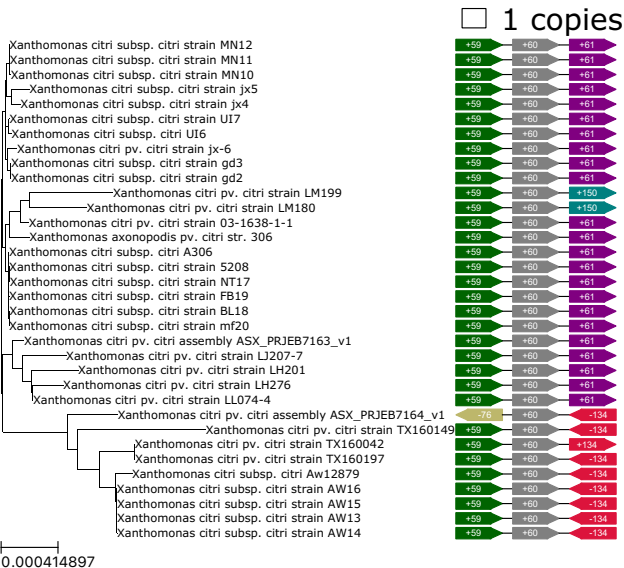 1 copies
Xanthomonas citri subsp. citri strain MN12 +59 +60 +61
Xanthomonas citri subsp. citri strain MN11 +59 +60 +61
Xanthomonas citri subsp. citri strain MN10 +59 +60 +61
Xanthomonas citri subsp. citri strain jx5 +59 +60 +61
Xanthomonas citri subsp. citri strain jx4 +59 +60 +61
Xanthomonas citri subsp. citri strain UI7 +59 +60 +61
Xanthomonas citri subsp. citri UI6 +59 +60 +61
Xanthomonas citri pv. citri strain jx-6 +59 +60 +61
Xanthomonas citri subsp. citri strain gd3 +59 +60 +61
Xanthomonas citri subsp. citri strain gd2 +59 +60 +61
Xanthomonas citri pv. citri strain LM199 +59 +60 +150
Xanthomonas citri pv. citri strain LM180 +59 +60 +150
Xanthomonas citri pv. citri strain 03-1638-1-1 +59 +60 +61
Xanthomonas axonopodis pv. citri str. 306 +59 +60 +61
Xanthomonas citri subsp. citri A306 +59 +60 +61
Xanthomonas citri subsp. citri strain 5208 +59 +60 +61
Xanthomonas citri subsp. citri strain NT17 +59 +60 +61
Xanthomonas citri subsp. citri strain FB19 +59 +60 +61
Xanthomonas citri subsp. citri strain BL18 +59 +60 +61
Xanthomonas citri subsp. citri strain mf20 +59 +60 +61
Xanthomonas citri pv. citri assembly ASX_PRJEB7163_v1 +59 +60 +61
Xanthomonas citri pv. citri strain LJ207-7 +59 +60 +61
Xanthomonas citri pv. citri strain LH201 +59 +60 +61
Xanthomonas citri pv. citri strain LH276 +59 +60 +61
Xanthomonas citri pv. citri strain LL074-4 +59 +60 +61
Xanthomonas citri pv. citri assembly ASX_PRJEB7164_v1 -76 +60 -134
Xanthomonas citri pv. citri strain TX160149 +59 +60 -134
Xanthomonas citri pv. citri strain TX160042 +59 +60 +134
Xanthomonas citri pv. citri strain TX160197 +59 +60 -134
Xanthomonas citri subsp. citri Aw12879 +59 +60 -134
Xanthomonas citri subsp. citri strain AW16 +59 +60 -134
Xanthomonas citri subsp. citri strain AW15 +59 +60 -134
Xanthomonas citri subsp. citri strain AW13 +59 +60 -134
Xanthomonas citri subsp. citri strain AW14 +59 +60 -134
0.000414897